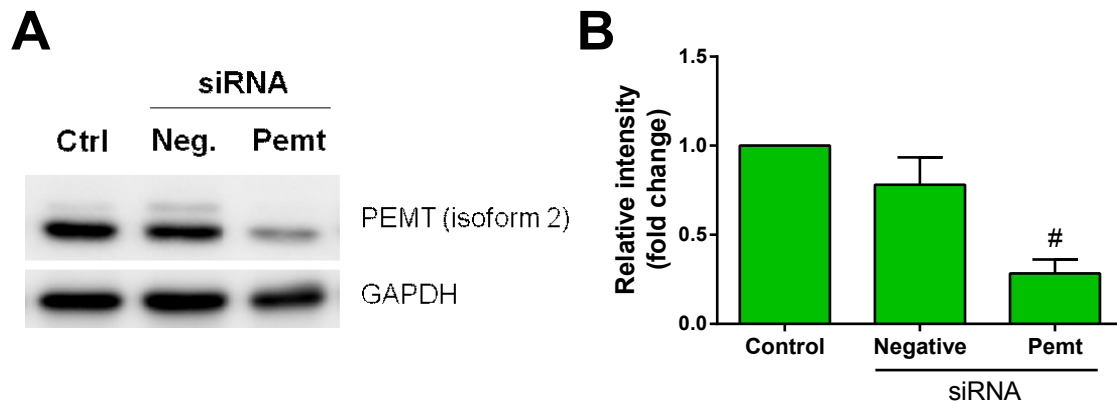 A
siRNA
Ctrl Neg. Pemt
PEMT (isoform 2)
GAPDH
B
Relative intensity
(fold change)
1.5
1.0
0.5
0.0
#
Control Negative Pemt
siRNA